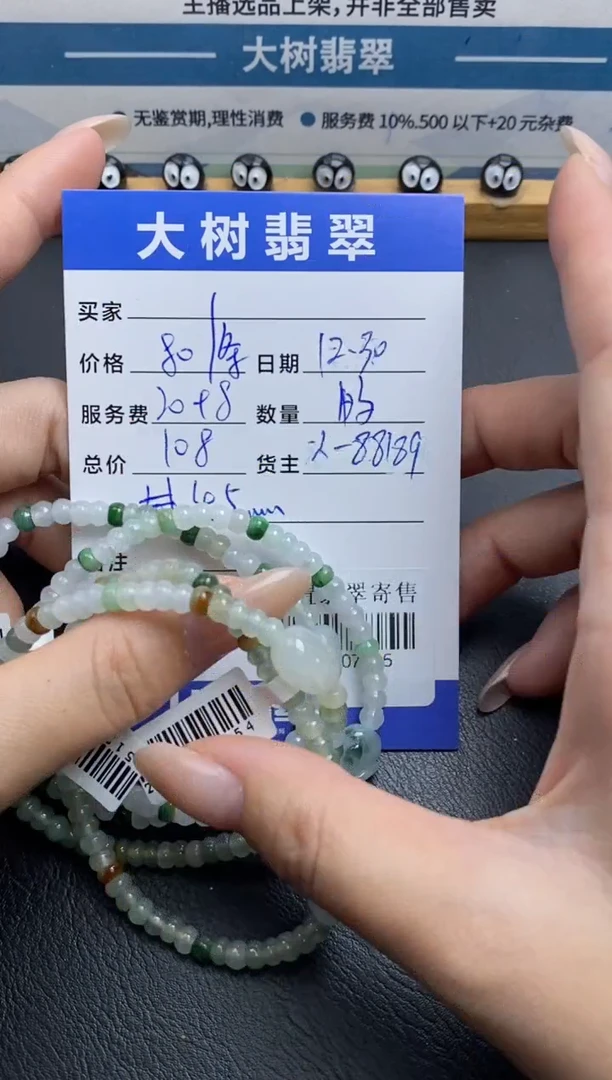 主播选品上架,并非全部售卖
大树翡翠
无鉴赏期,理性消费 ● 服务费 10%.500 以下+20 元杂费
大树翡翠
买家
价格 80/条 日期 12-30
服务费 20+8 数量
总价 108 货主 -88189
注
翠寄售